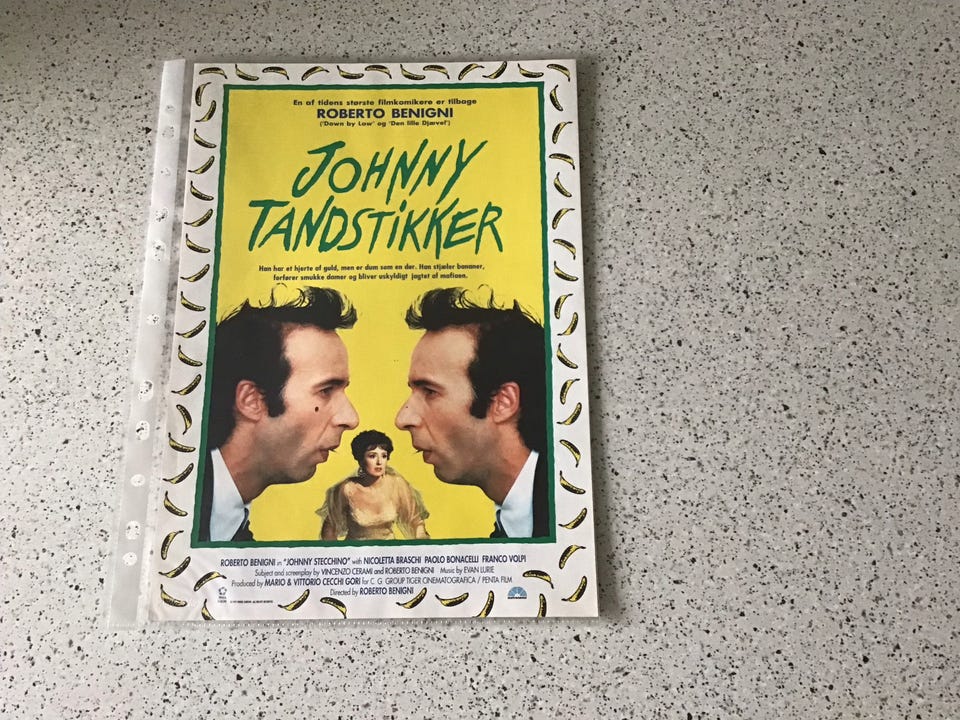 En af tidens største filmkomikere er tilbage
ROBERTO BENIGNI
('Down by Law' og 'Den lille Djævel')
JOHNNY
TANDSTIKKER
Han har et hjerte af guld, men er dum som en dør. Han stjæler bananer,
forfører smukke damer og bliver uskyldigt jagtet af mafiaen.
ROBERTO BENIGNI in "JOHNNY STECCHINO" with NICOLETTA BRASCHI PAOLO BONACELLI FRANCO VOLPI
Subject and screenplay by VINCENZO CERAMI and ROBERTO BENIGNI Music by EVAN LURIE
Produced by MARIO & VITTORIO CECCHI GORI for C. G. GROUP TIGER CINEMATOGRAFICA / PENTA FILM
Directed by ROBERTO BENIGNI